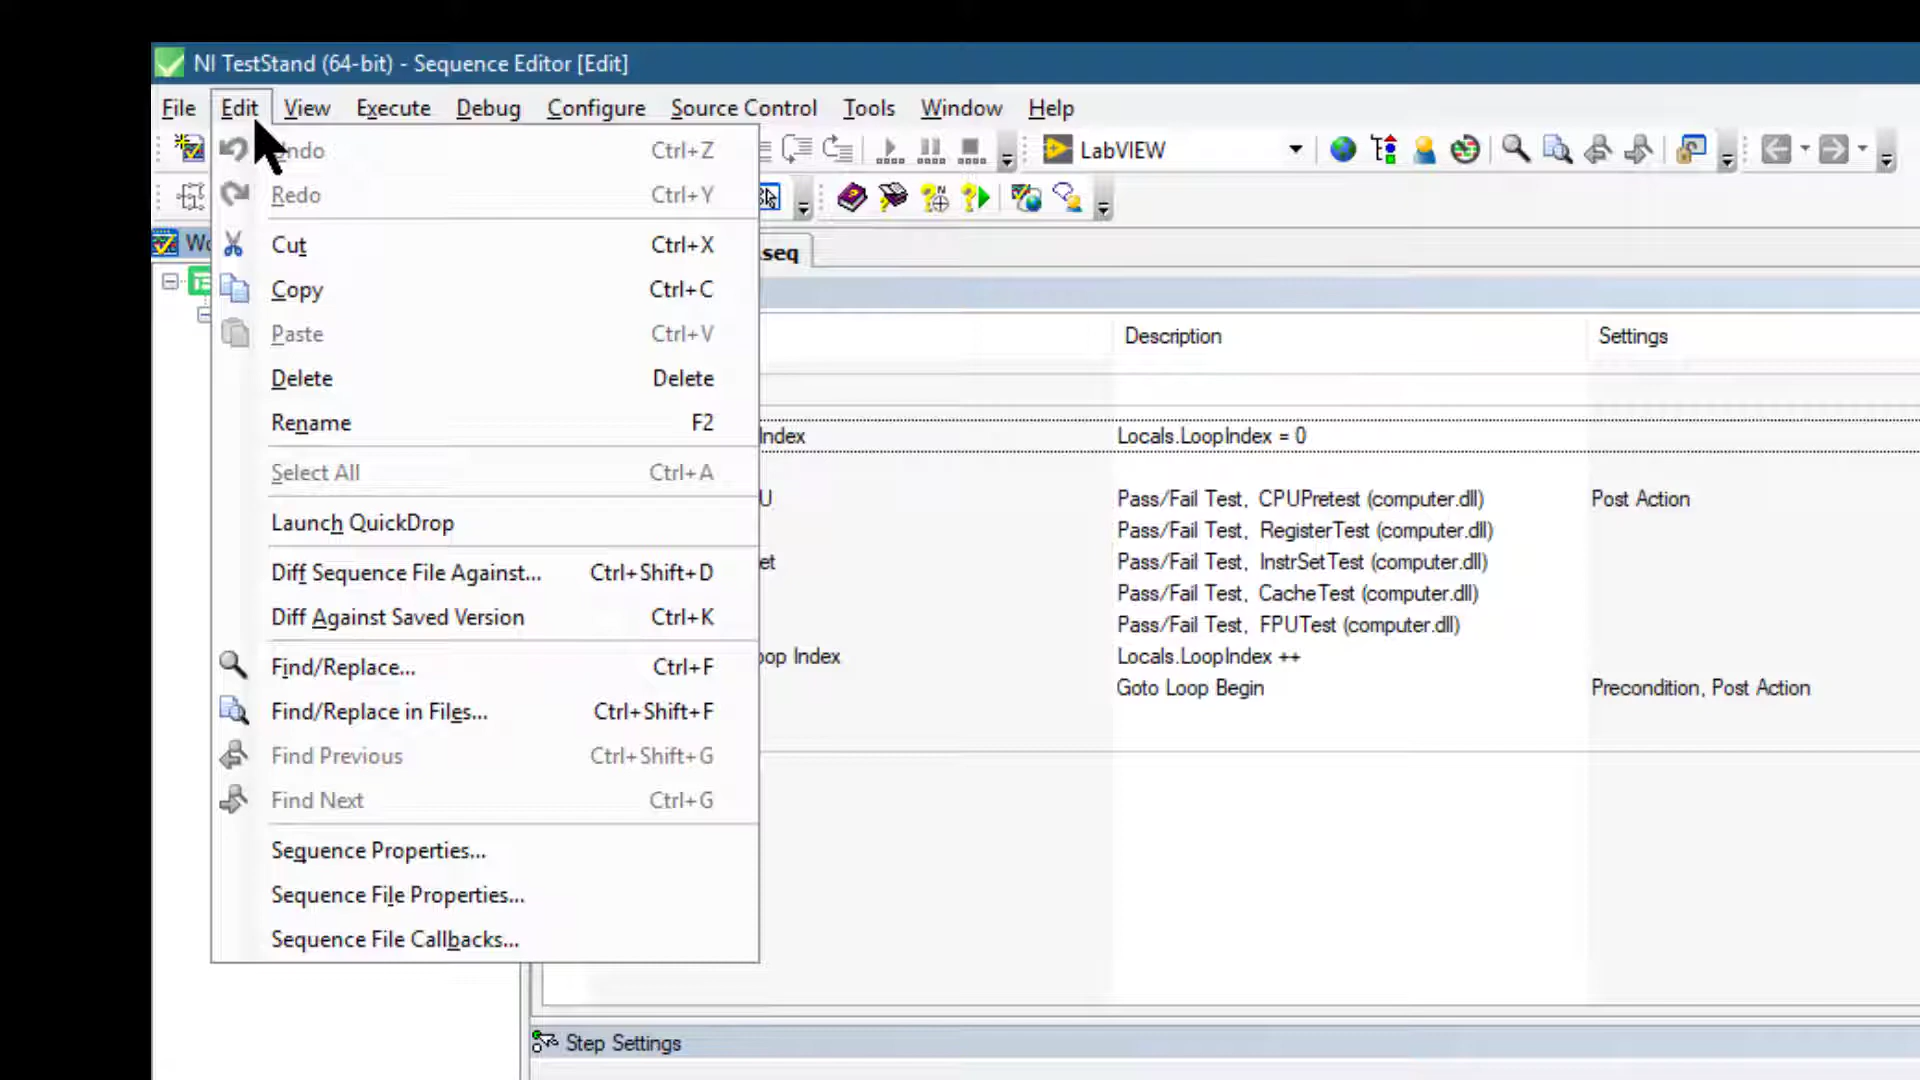 NI TestStand (64-bit) - Sequence Editor [Edit]
File Edit View Execute Debug Configure Source Control Tools Window Help
Undo Ctrl+Z
LabVIEW
Redo Ctrl+Y
Cut Ctrl+X
.seq
Copy Ctrl+C
Paste Ctrl+V
Description Settings
Delete Delete
Rename F2
Index Locals.LoopIndex = 0
Select All Ctrl+A
U Pass/Fail Test, CPUPretest (computer.dll) Post Action
Launch QuickDrop
Pass/Fail Test, RegisterTest (computer.dll)
et Pass/Fail Test, InstrSetTest (computer.dll)
Diff Sequence File Against... Ctrl+Shift+D
Pass/Fail Test, CacheTest (computer.dll)
Diff Against Saved Version Ctrl+K
Pass/Fail Test, FPUTest (computer.dll)
Find/Replace... Ctrl+F
oop Index Locals.LoopIndex ++
Goto Loop Begin Precondition, Post Action
Find/Replace in Files... Ctrl+Shift+F
Find Previous Ctrl+Shift+G
Find Next Ctrl+G
Sequence Properties...
Sequence File Properties...
Sequence File Callbacks...
Step Settings